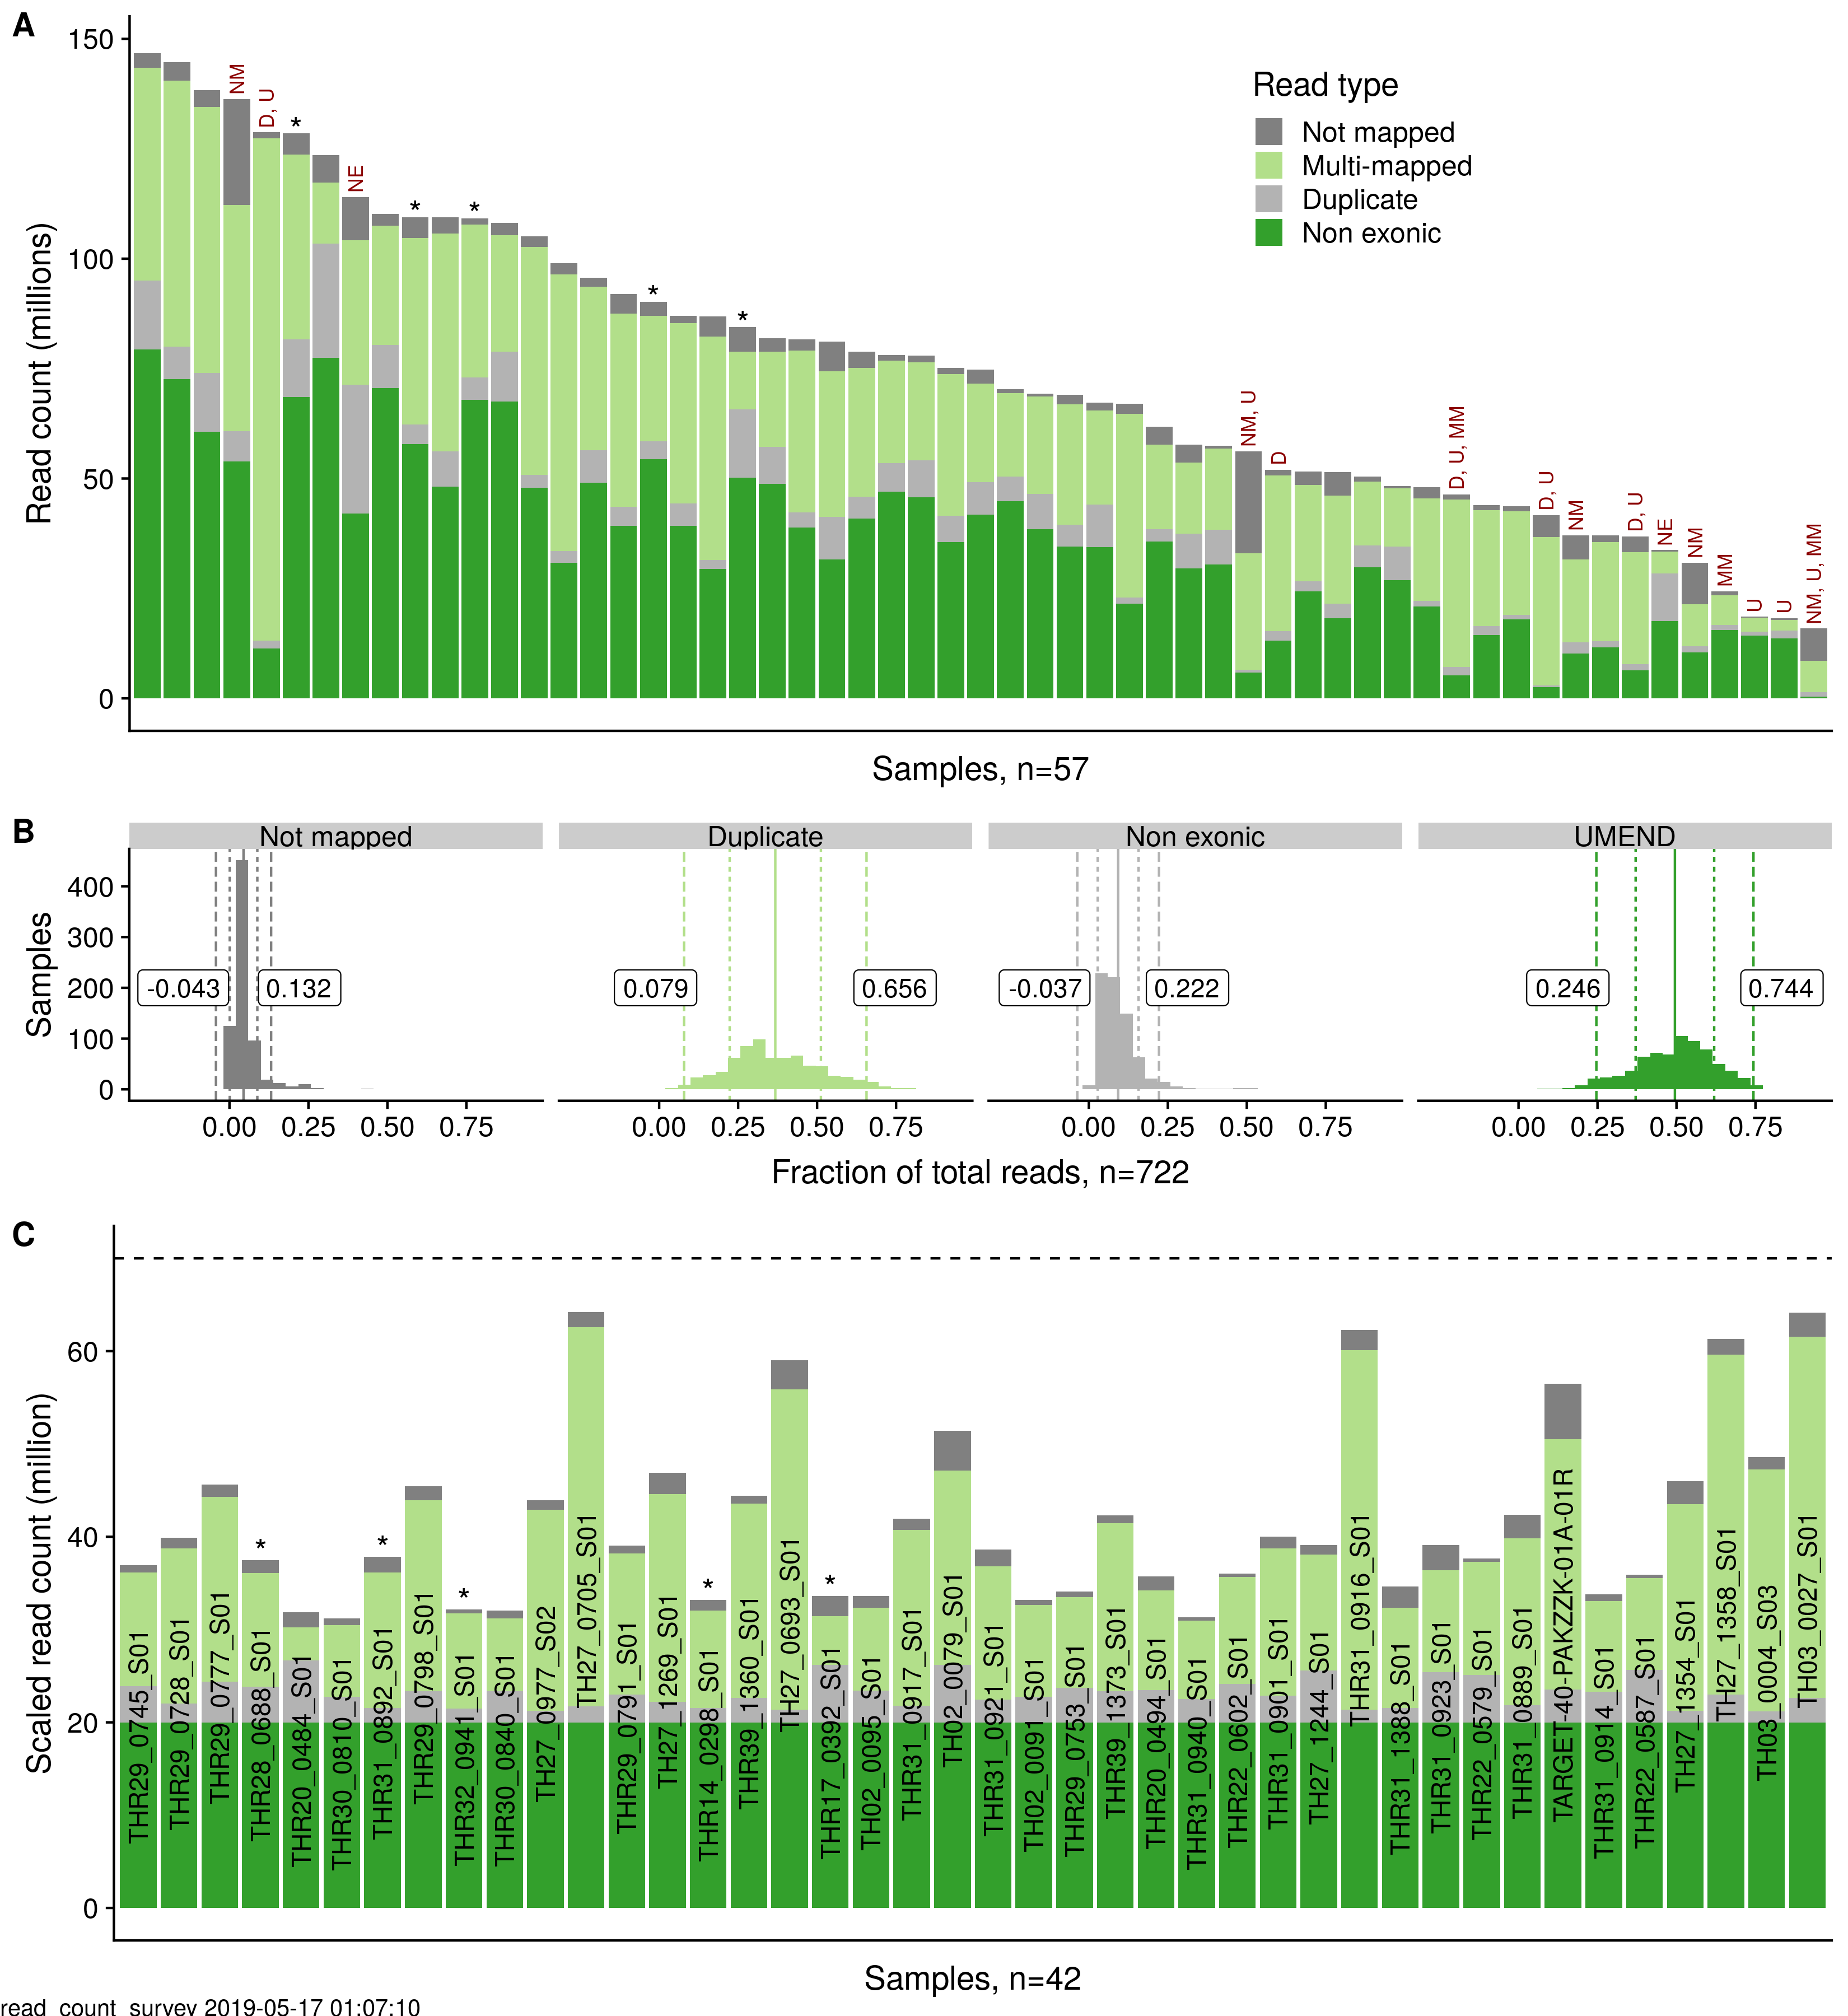 A
Read count (millions)
150
100
50
0
NM
D, U
*
NE
*
*
*
*
NM, U
D
D, U, MM
D, U
NM
D, U
NE
NM
MM
U
U
NM, U, MM
Read type
Not mapped
Multi-mapped
Duplicate
Non exonic
Samples, n=57
B
Not mapped
Duplicate
Non exonic
UMEND
Samples
400
300
200
100
0
-0.043
0.132
0.079
0.656
-0.037
0.222
0.246
0.744
0.00 0.25 0.50 0.75
0.00 0.25 0.50 0.75
0.00 0.25 0.50 0.75
0.00 0.25 0.50 0.75
Fraction of total reads, n=722
C
Scaled read count (million)
60
40
20
0
*
*
*
*
*
THR29_0745_S01
THR29_0728_S01
THR29_0777_S01
THR28_0688_S01
THR20_0484_S01
THR30_0810_S01
THR31_0892_S01
THR29_0798_S01
THR32_0941_S01
THR30_0840_S01
TH27_0977_S02
TH27_0705_S01
THR29_0791_S01
TH27_1269_S01
THR14_0298_S01
THR39_1360_S01
TH27_0693_S01
THR17_0392_S01
TH02_0095_S01
THR31_0917_S01
TH02_0079_S01
THR31_0921_S01
TH02_0091_S01
THR29_0753_S01
THR39_1373_S01
THR20_0494_S01
THR31_0940_S01
THR22_0602_S01
THR31_0901_S01
TH27_1244_S01
THR31_0916_S01
THR31_1388_S01
THR31_0923_S01
THR22_0579_S01
THR31_0889_S01
TARGET-40-PAKZZK-01A-01R
THR31_0914_S01
THR22_0587_S01
TH27_1354_S01
TH27_1358_S01
TH03_0004_S03
TH03_0027_S01
Samples, n=42
read_count_survey 2019-05-17 01:07:10